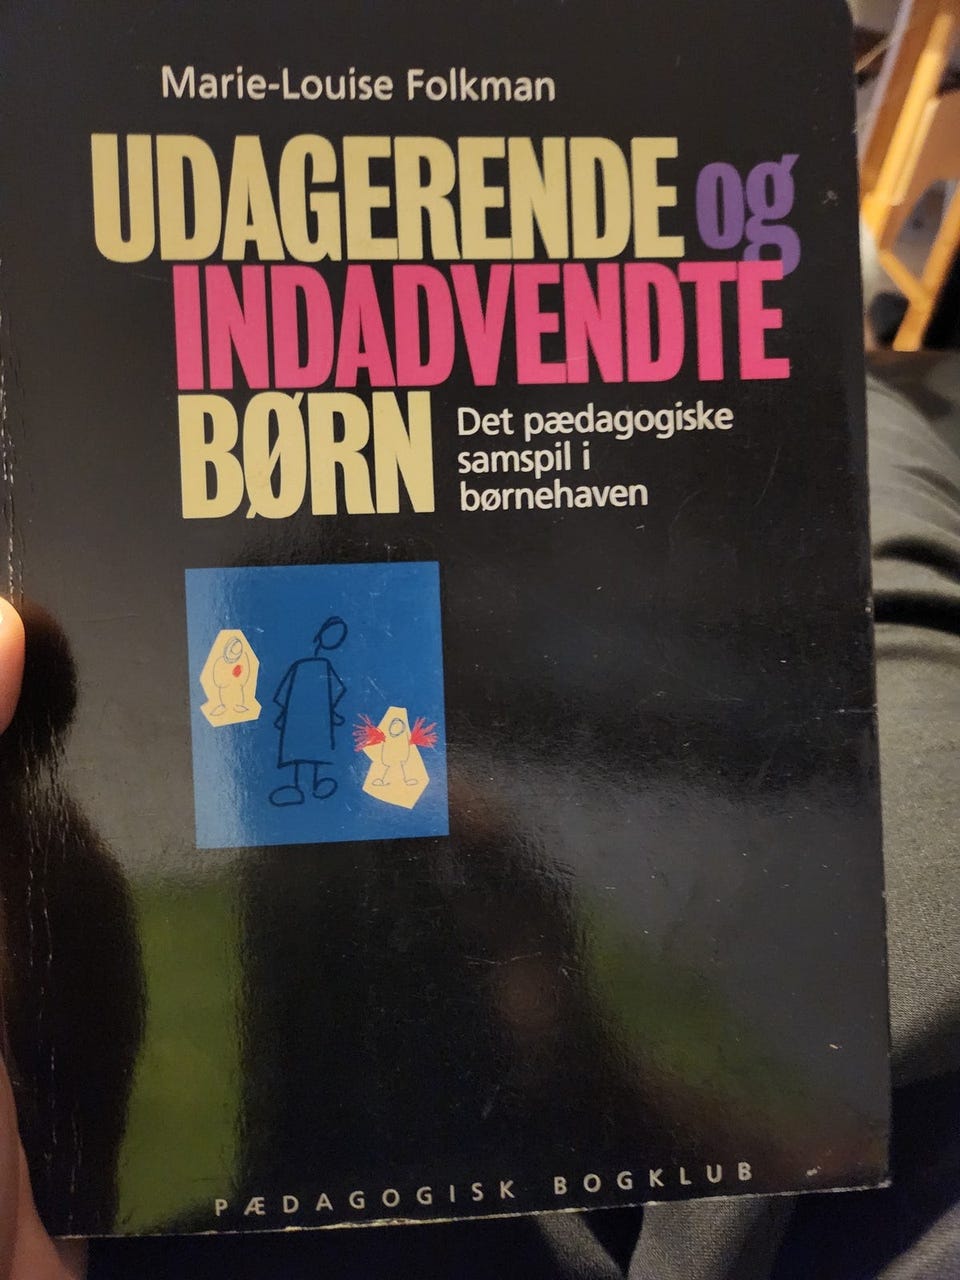 Marie-Louise Folkman
UDAGERENDE og
INDADVENDTE
BØRN
Det pædagogiske
samspil i
børnehaven
PÆDAGOGISK BOGKLUB